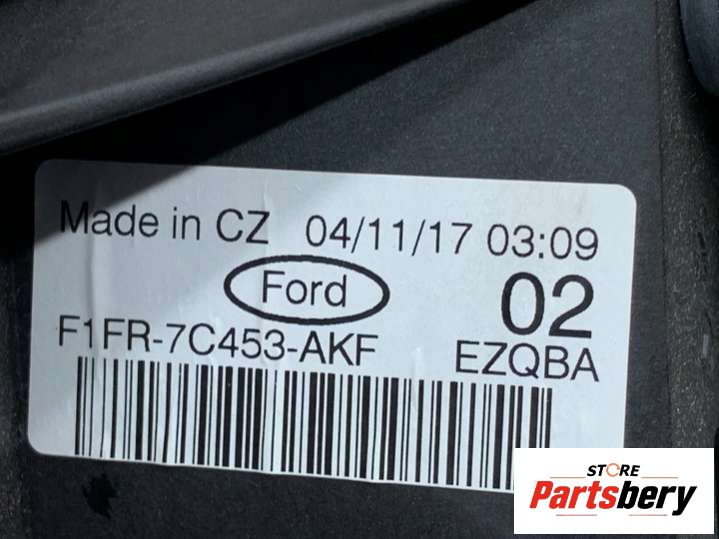 Made in CZ 04/11/17 03:09
Ford 02
F1FR-7C453-AKF EZQBA
STORE
Partsbery